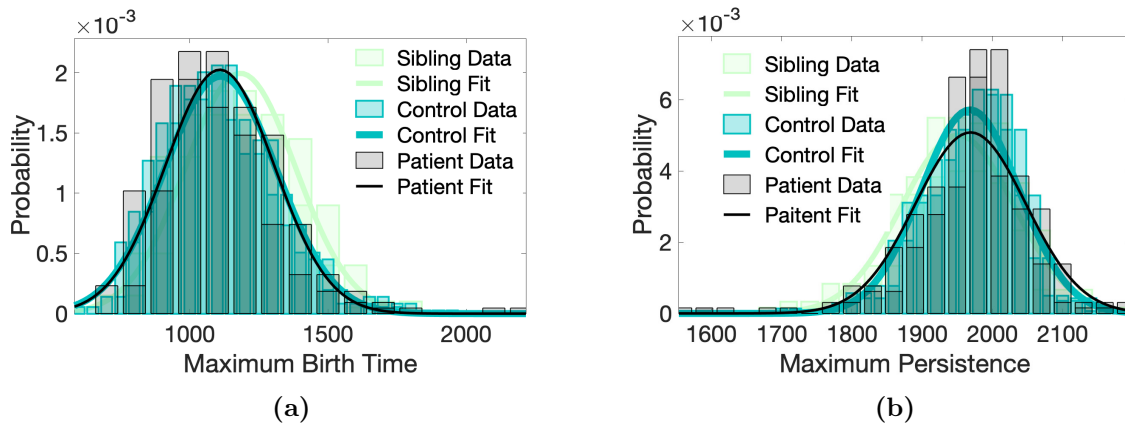 ×10⁻³
2
1.5
1
0.5
0
Probability
1000
1500
2000
Maximum Birth Time
Sibling Data
Sibling Fit
Control Data
Control Fit
Patient Data
Patient Fit
(a)
×10⁻³
6
4
2
0
Probability
1600
1700
1800
1900
2000
2100
Maximum Persistence
Sibling Data
Sibling Fit
Control Data
Control Fit
Patient Data
Paitent Fit
(b)